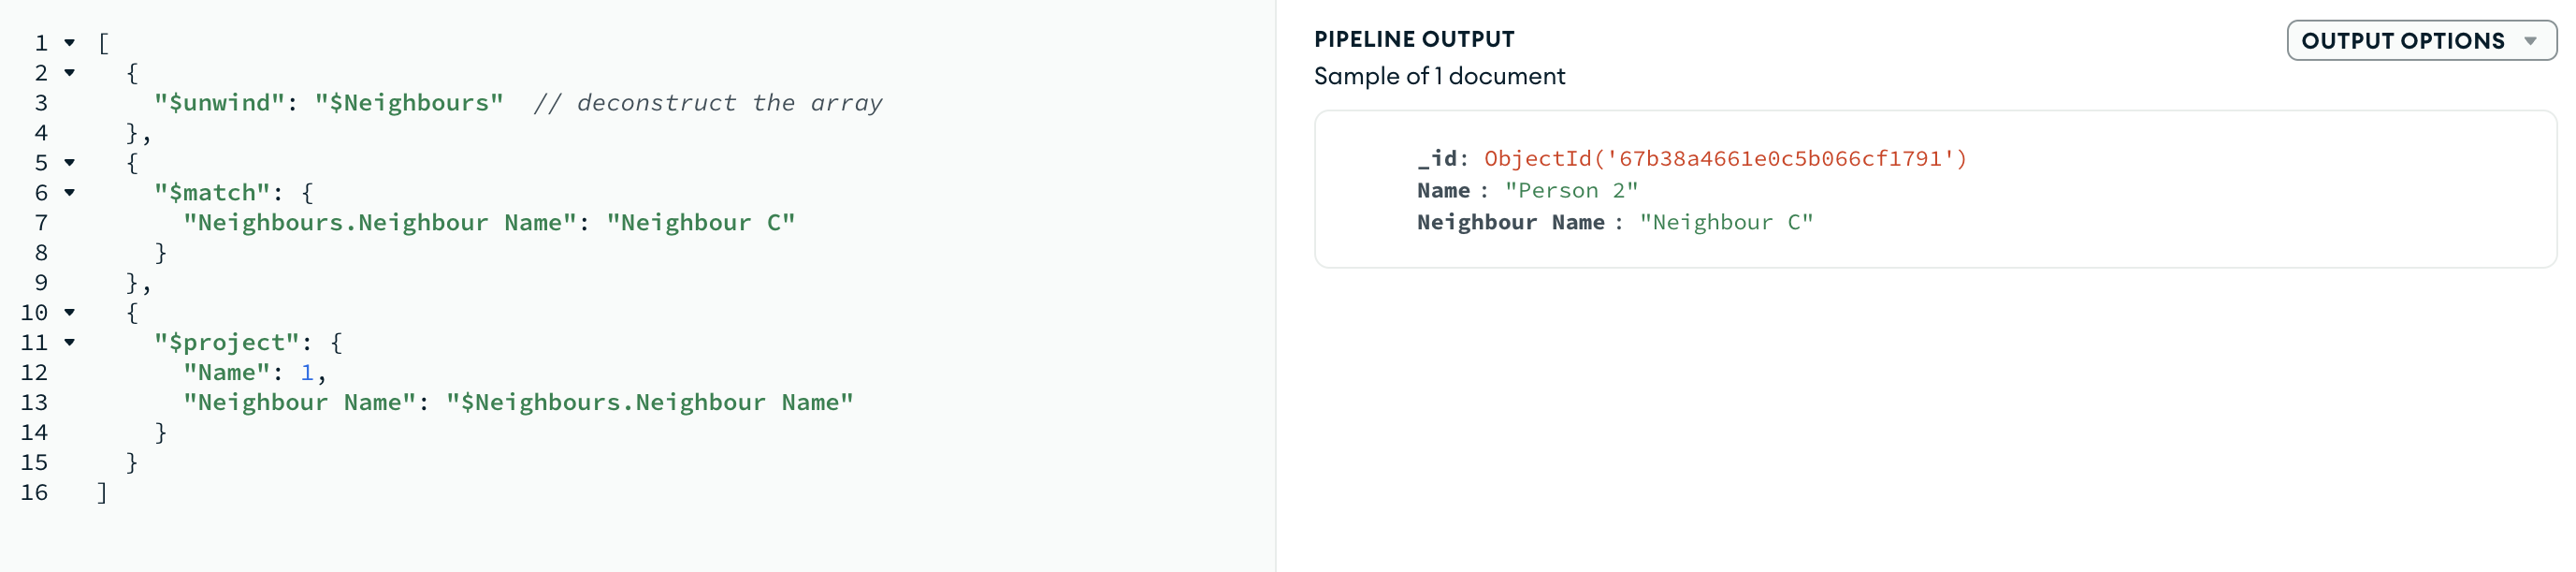 1 [
2 {
3 "$unwind": "$Neighbours" // deconstruct the array
4 },
5 {
6 "$match": {
7 "Neighbours.Neighbour Name": "Neighbour C"
8 }
9 },
10 {
11 "$project": {
12 "Name": 1,
13 "Neighbour Name": "$Neighbours.Neighbour Name"
14 }
15 }
16 ]
PIPELINE OUTPUT
OUTPUT OPTIONS
Sample of 1 document
_id: ObjectId('67b38a4661e0c5b066cf1791')
Name : "Person 2"
Neighbour Name : "Neighbour C"